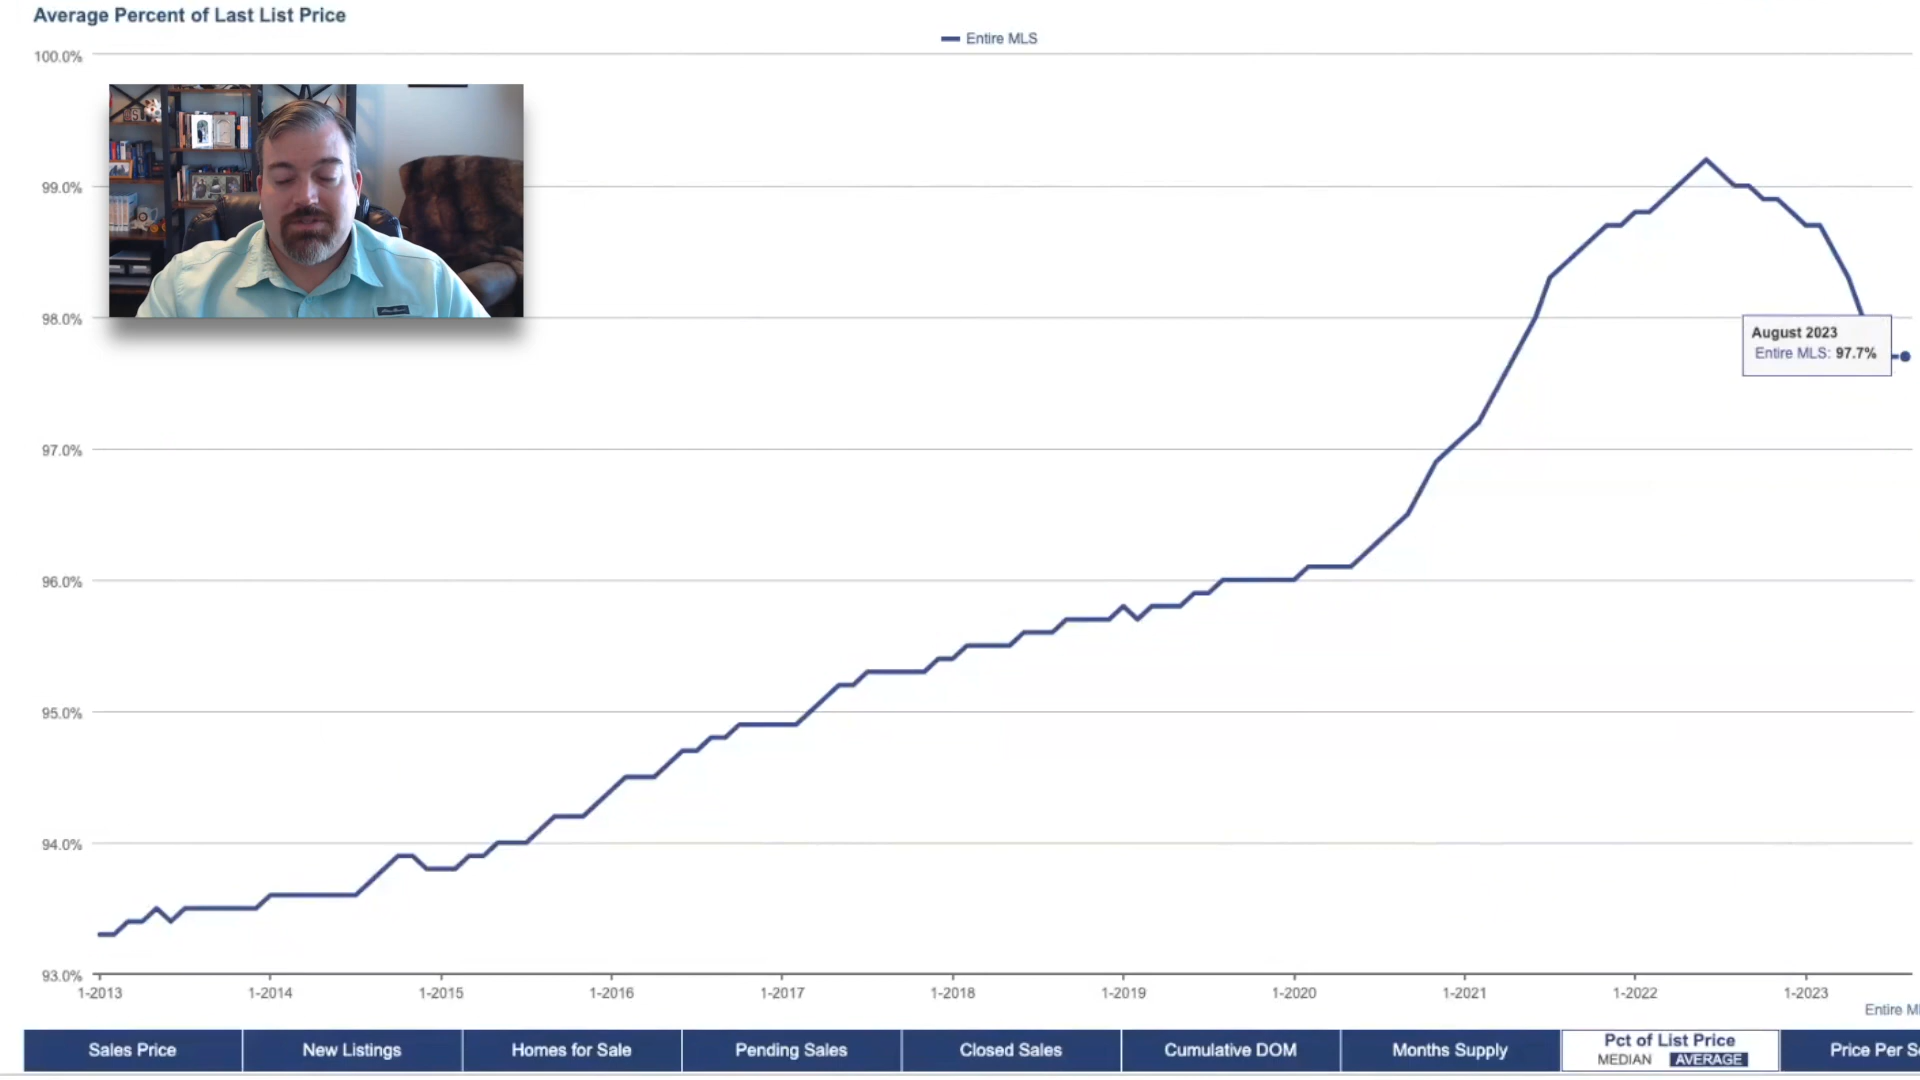 Average Percent of Last List Price
Entire MLS
100.0%
99.0%
98.0%
97.0%
96.0%
95.0%
94.0%
93.0%
August 2023
Entire MLS: 97.7%
1-2013 1-2014 1-2015 1-2016 1-2017 1-2018 1-2019 1-2020 1-2021 1-2022 1-2023
Entire
Sales Price New Listings Homes for Sale Pending Sales Closed Sales Cumulative DOM Months Supply Pct of List Price Price Per
MEDIAN AVERAGE